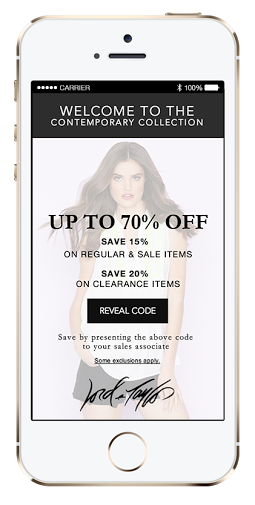 CARRIER 100%
WELCOME TO THE
CONTEMPORARY COLLECTION
UP TO 70% OFF
SAVE 15%
ON REGULAR & SALE ITEMS
SAVE 20%
ON CLEARANCE ITEMS
REVEAL CODE
Save by presenting the above code
to your sales associate
Some exclusions apply.
Lord & Taylor